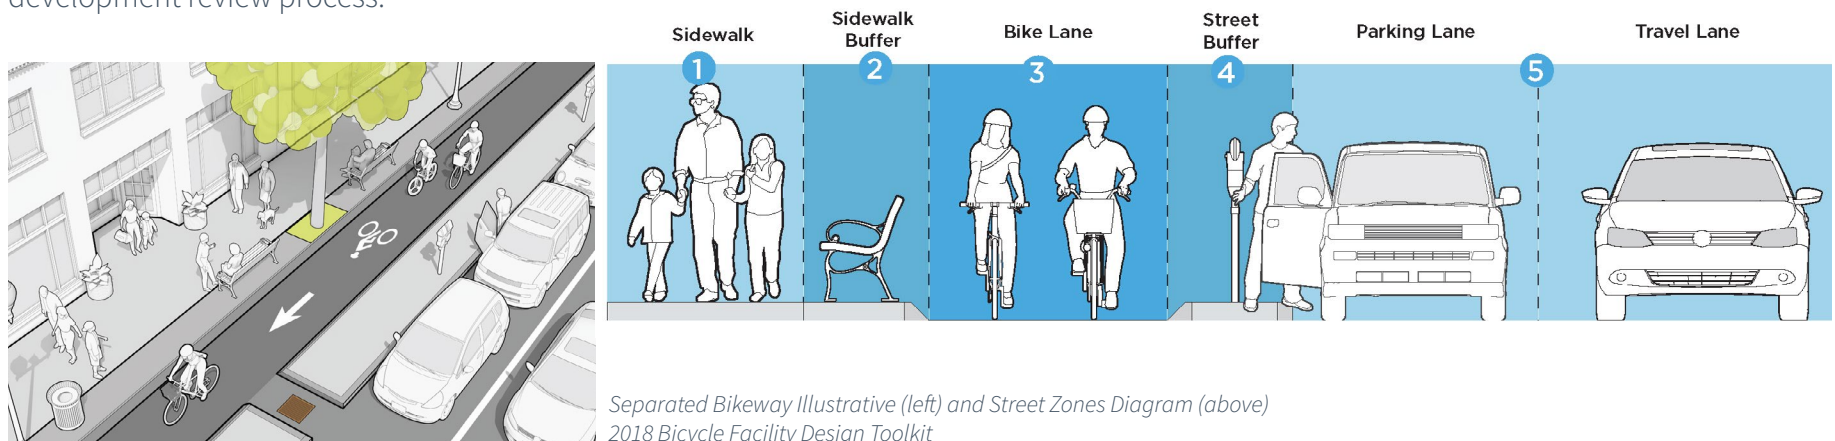 development review process.
Sidewalk
Sidewalk
Buffer
Bike Lane
Street
Buffer
Parking Lane
Travel Lane
1
2
3
4
5
Separated Bikeway Illustrative (left) and Street Zones Diagram (above)
2018 Bicycle Facility Design Toolkit